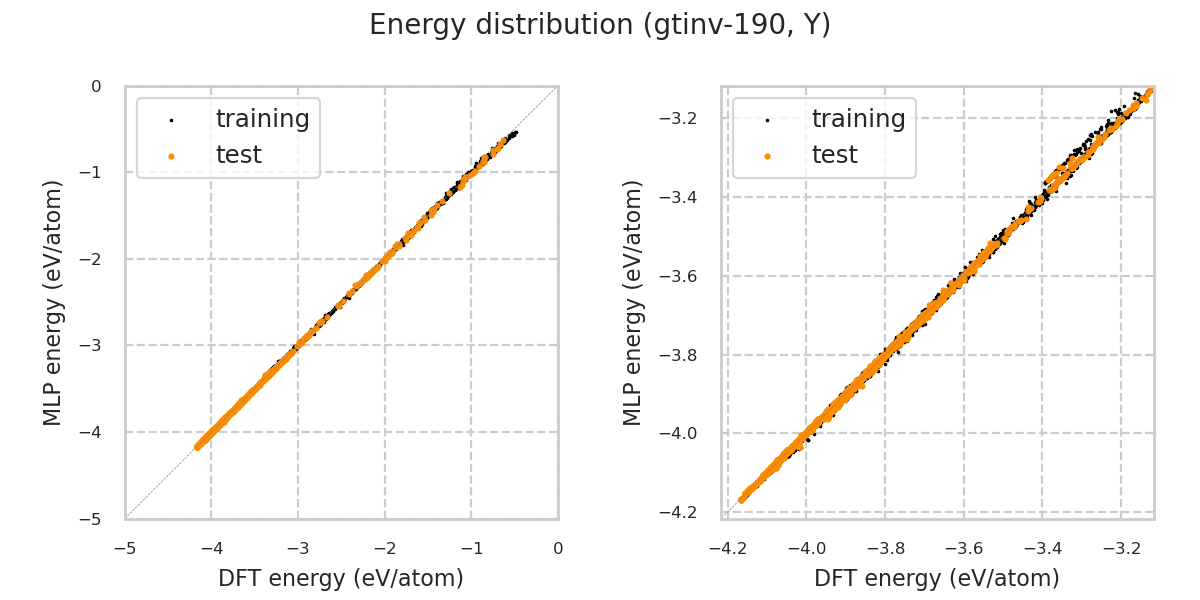 Energy distribution (gtinv-190, Y)
0
−1
−2
−3
−4
−5
MLP energy (eV/atom)
training
test
−5
−4
−3
−2
−1
0
DFT energy (eV/atom)
−3.2
−3.4
−3.6
−3.8
−4.0
−4.2
MLP energy (eV/atom)
training
test
−4.2
−4.0
−3.8
−3.6
−3.4
−3.2
DFT energy (eV/atom)